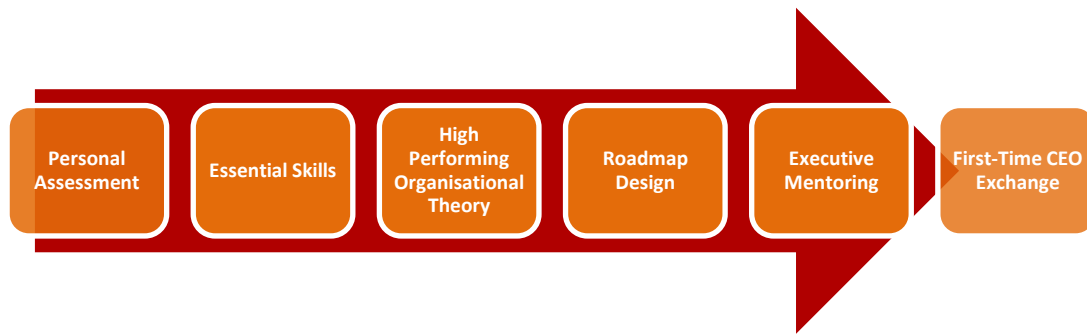 Personal
Assessment
Essential Skills
High
Performing
Organisational
Theory
Roadmap
Design
Executive
Mentoring
First-Time CEO
Exchange